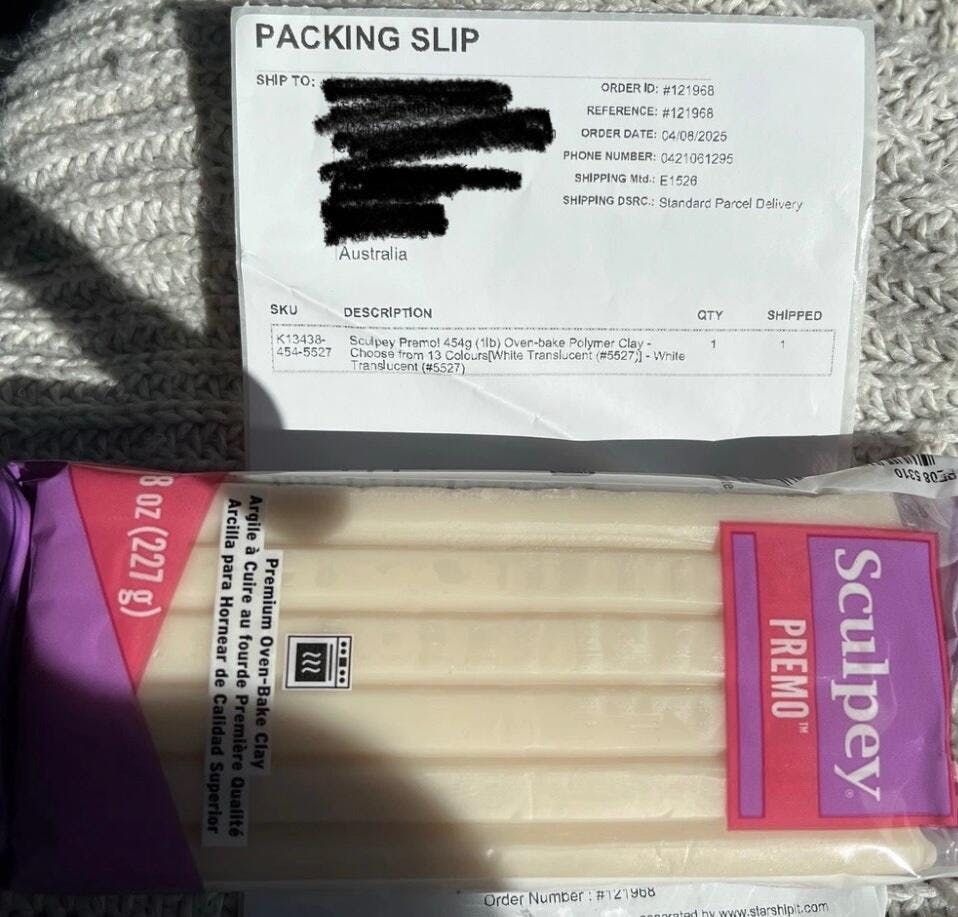 PACKING SLIP
SHIP TO:
Australia
ORDER ID: #121968
REFERENCE: #121968
ORDER DATE: 04/08/2025
PHONE NUMBER: 0421061295
SHIPPING Mtd.: E1526
SHIPPING DSRC.: Standard Parcel Delivery
SKU DESCRIPTION QTY SHIPPED
K13438- Sculpey Premo! 454g (1lb) Oven-bake Polymer Clay - 1 1
454-5527 Choose from 13 Colours[White Translucent (#5527;] - White
Translucent (#5527)
8 oz (227 g)
Premium Oven-Bake Clay
Argile à Cuire au fourde Première Qualité
Arcilla para Hornear de Calidad Superior
Sculpey®
PREMO™
085310
Order Number : #121968
by www.starshipit.com